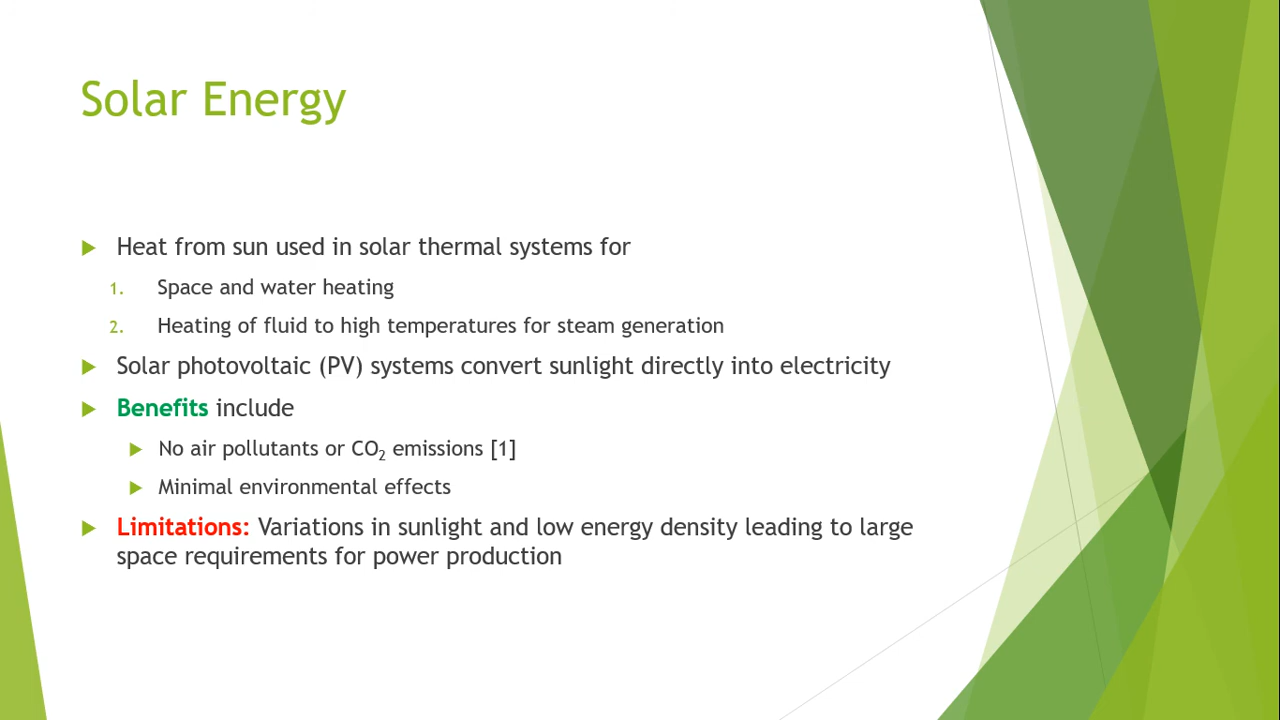 Solar Energy
Heat from sun used in solar thermal systems for
1. Space and water heating
2. Heating of fluid to high temperatures for steam generation
Solar photovoltaic (PV) systems convert sunlight directly into electricity
Benefits include
No air pollutants or CO₂ emissions [1]
Minimal environmental effects
Limitations: Variations in sunlight and low energy density leading to large
space requirements for power production